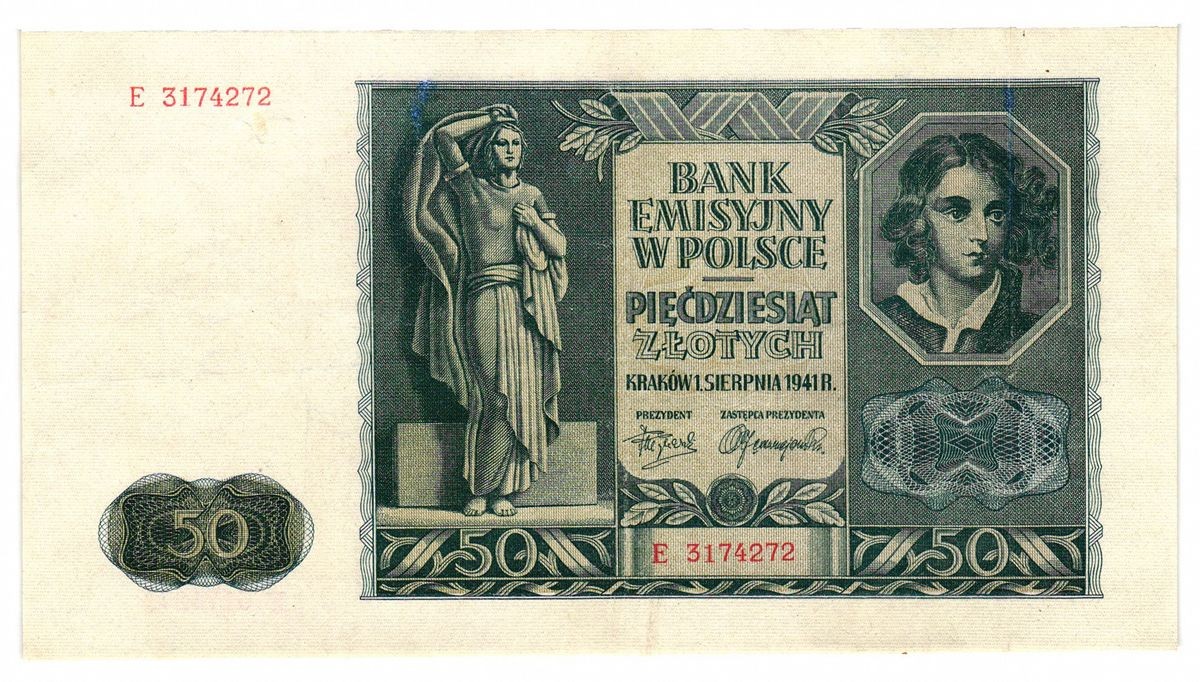 E 3174272
BANK
EMISYJNY
W POLSCE
PIĘĆDZIESIĄT
ZŁOTYCH
KRAKÓW 1. SIERPNIA 1941 R.
PREZYDENT ZASTĘPCA PREZYDENTA
50
50
E 3174272
50